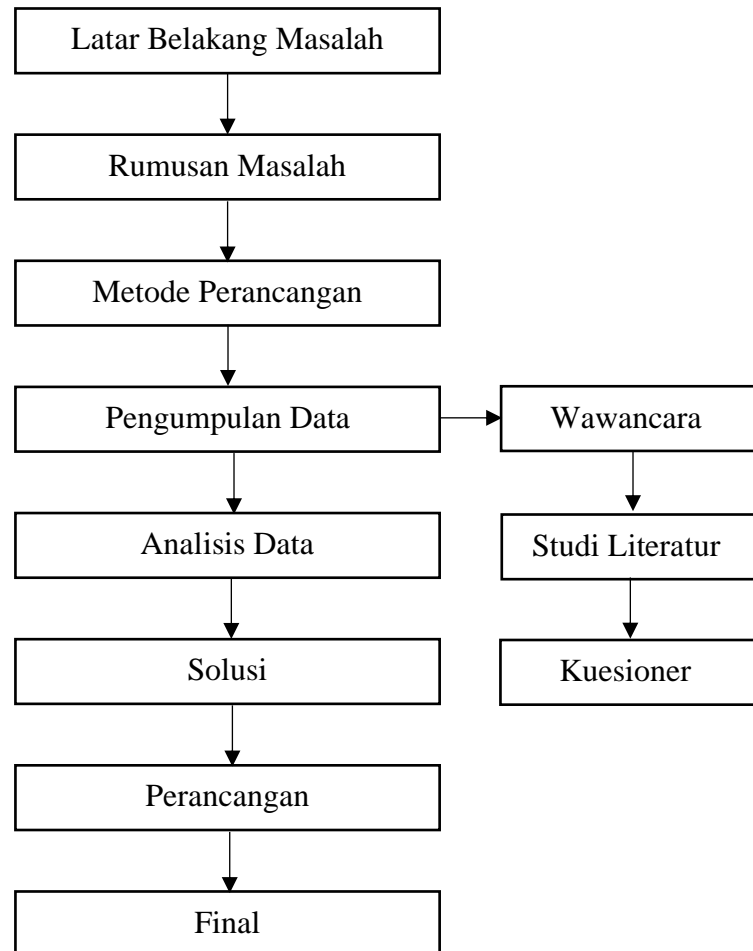 Latar Belakang Masalah
Rumusan Masalah
Metode Perancangan
Pengumpulan Data
Wawancara
Analisis Data
Studi Literatur
Solusi
Kuesioner
Perancangan
Final